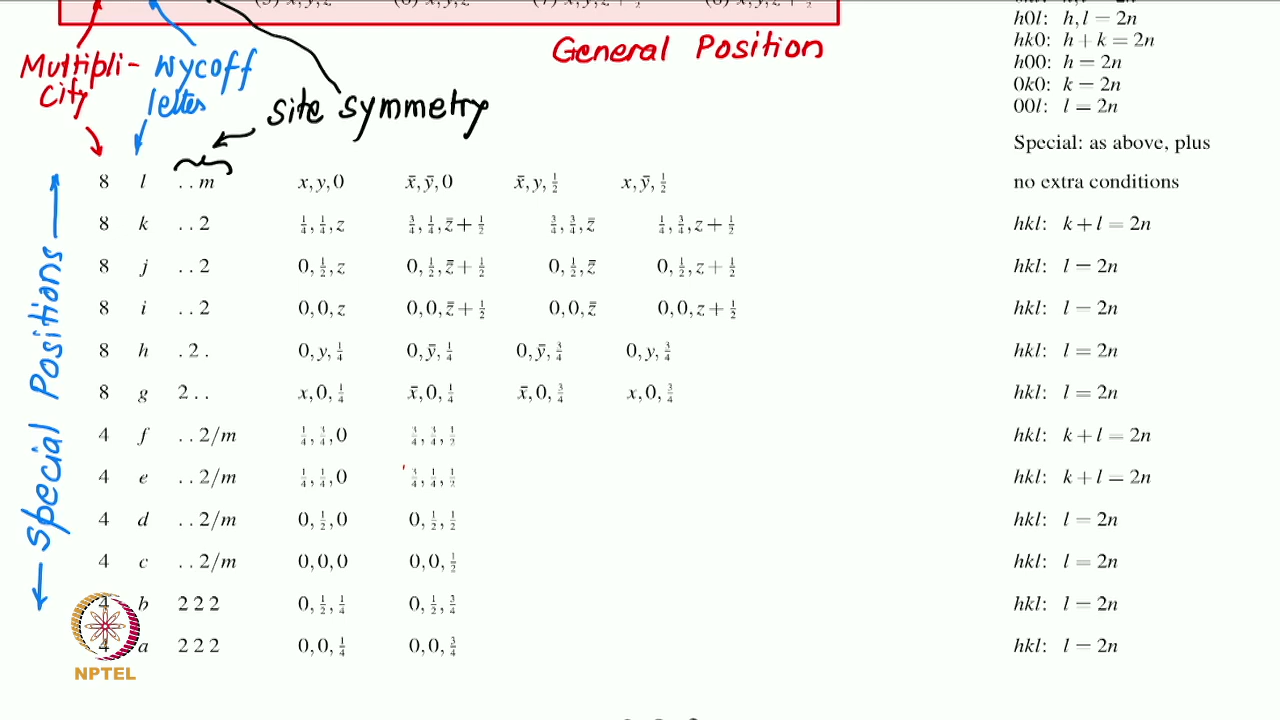 h0l: h, l = 2n
General Position
hk0: h + k = 2n
h00: h = 2n
0k0: k = 2n
00l: l = 2n
Multipli-
city
Wycoff
letter
site symmetry
Special: as above, plus
Special Positions
8 l . . m x, y, 0 x̄, ȳ, 0 x̄, y, 1/2 x, ȳ, 1/2 no extra conditions
8 k . . 2 1/4, 1/4, z 3/4, 1/4, z̄ + 1/2 3/4, 3/4, z̄ 1/4, 3/4, z + 1/2 hkl: k + l = 2n
8 j . . 2 0, 1/2, z 0, 1/2, z̄ + 1/2 0, 1/2, z̄ 0, 1/2, z + 1/2 hkl: l = 2n
8 i . . 2 0, 0, z 0, 0, z̄ + 1/2 0, 0, z̄ 0, 0, z + 1/2 hkl: l = 2n
8 h . 2 . 0, y, 1/4 0, ȳ, 1/4 0, ȳ, 3/4 0, y, 3/4 hkl: l = 2n
8 g 2 . . x, 0, 1/4 x̄, 0, 1/4 x̄, 0, 3/4 x, 0, 3/4 hkl: l = 2n
4 f . . 2/m 1/4, 3/4, 0 3/4, 3/4, 1/2 hkl: k + l = 2n
4 e . . 2/m 1/4, 1/4, 0 3/4, 1/4, 1/2 hkl: k + l = 2n
4 d . . 2/m 0, 1/2, 0 0, 1/2, 1/2 hkl: l = 2n
4 c . . 2/m 0, 0, 0 0, 0, 1/2 hkl: l = 2n
4 b 2 2 2 0, 1/2, 1/4 0, 1/2, 3/4 hkl: l = 2n
4 a 2 2 2 0, 0, 1/4 0, 0, 3/4 hkl: l = 2n
NPTEL